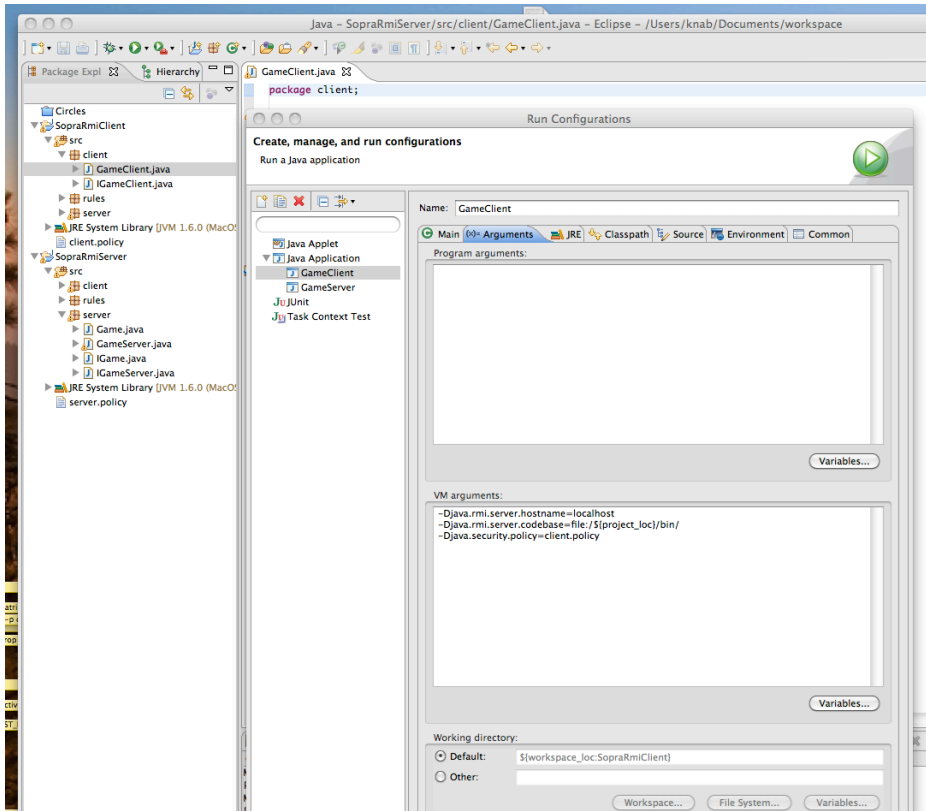 Java – SopraRmiServer/src/client/GameClient.java – Eclipse – /Users/knab/Documents/workspace
Package Expl
Hierarchy
GameClient.java
package client;
Circles
SopraRmiClient
src
client
GameClient.java
IGameClient.java
rules
server
JRE System Library [JVM 1.6.0 (MacOS
client.policy
SopraRmiServer
src
client
rules
server
Game.java
GameServer.java
IGame.java
IGameServer.java
JRE System Library [JVM 1.6.0 (MacOS
server.policy
Run Configurations
Create, manage, and run configurations
Run a Java application
Java Applet
Java Application
GameClient
GameServer
JUnit
Task Context Test
Name: GameClient
Main (x)= Arguments JRE Classpath Source Environment Common
Program arguments:
Variables...
VM arguments:
-Djava.rmi.server.hostname=localhost
-Djava.rmi.server.codebase=file:/${project_loc}/bin/
-Djava.security.policy=client.policy
Variables...
Working directory:
Default: ${workspace_loc:SopraRmiClient}
Other:
Workspace... File System... Variables...